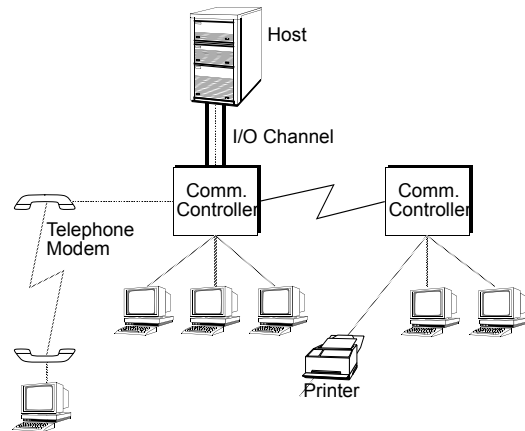 Host
I/O Channel
Comm.
Controller
Comm.
Controller
Telephone
Modem
Printer